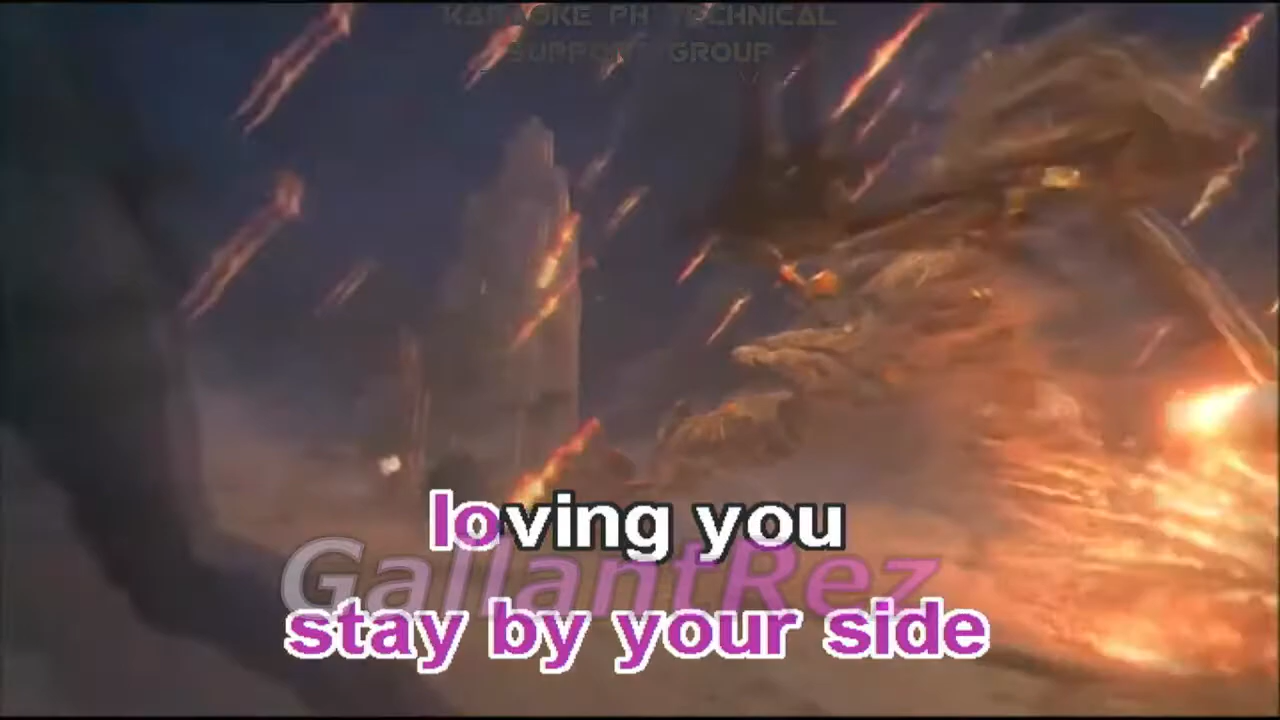 KARAOKE PH TECHNICAL
SUPPORT GROUP
loving you
GallantRez
stay by your side